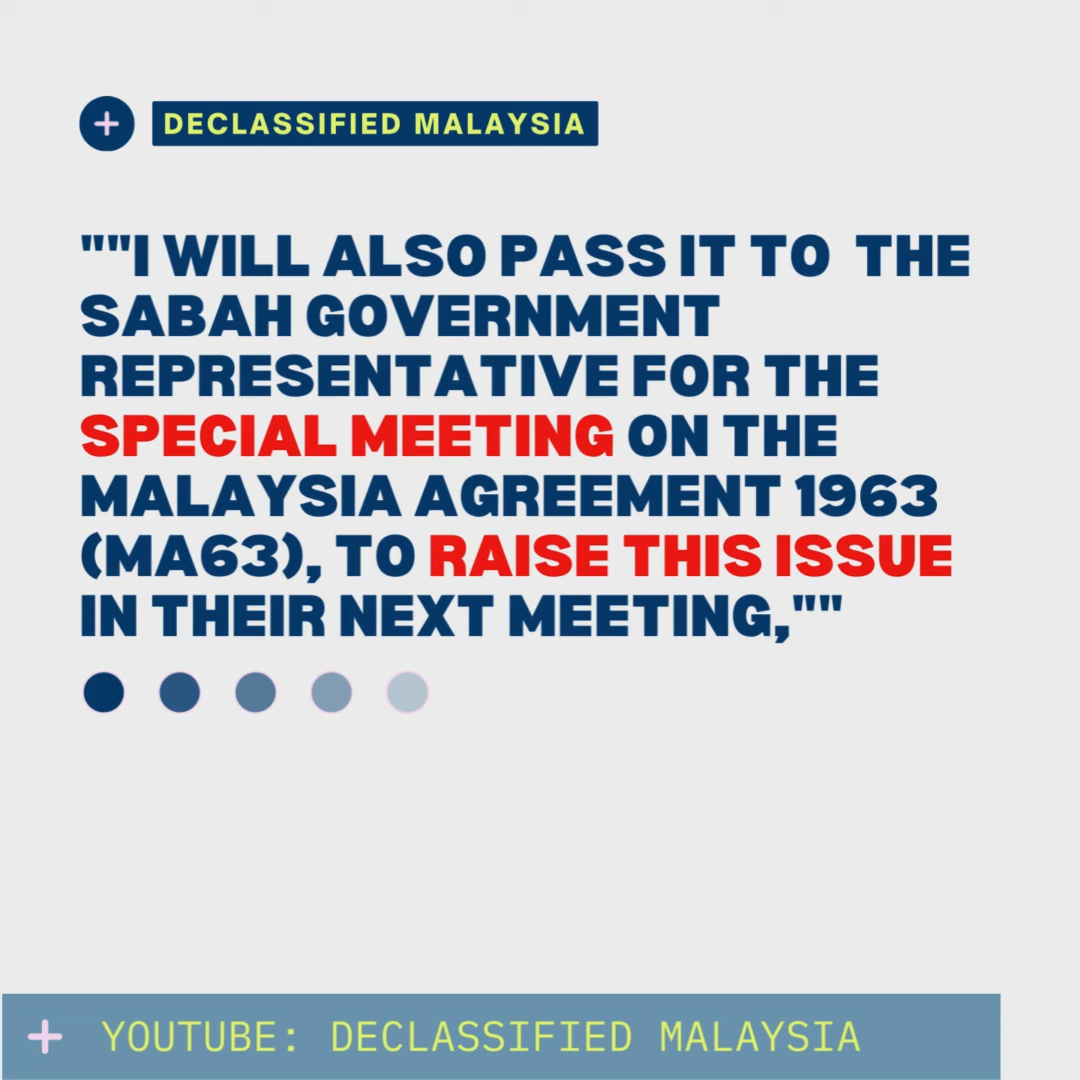 DECLASSIFIED MALAYSIA
""I WILL ALSO PASS IT TO THE
SABAH GOVERNMENT
REPRESENTATIVE FOR THE
SPECIAL MEETING ON THE
MALAYSIA AGREEMENT 1963
(MA63), TO RAISE THIS ISSUE
IN THEIR NEXT MEETING,""
YOUTUBE: DECLASSIFIED MALAYSIA